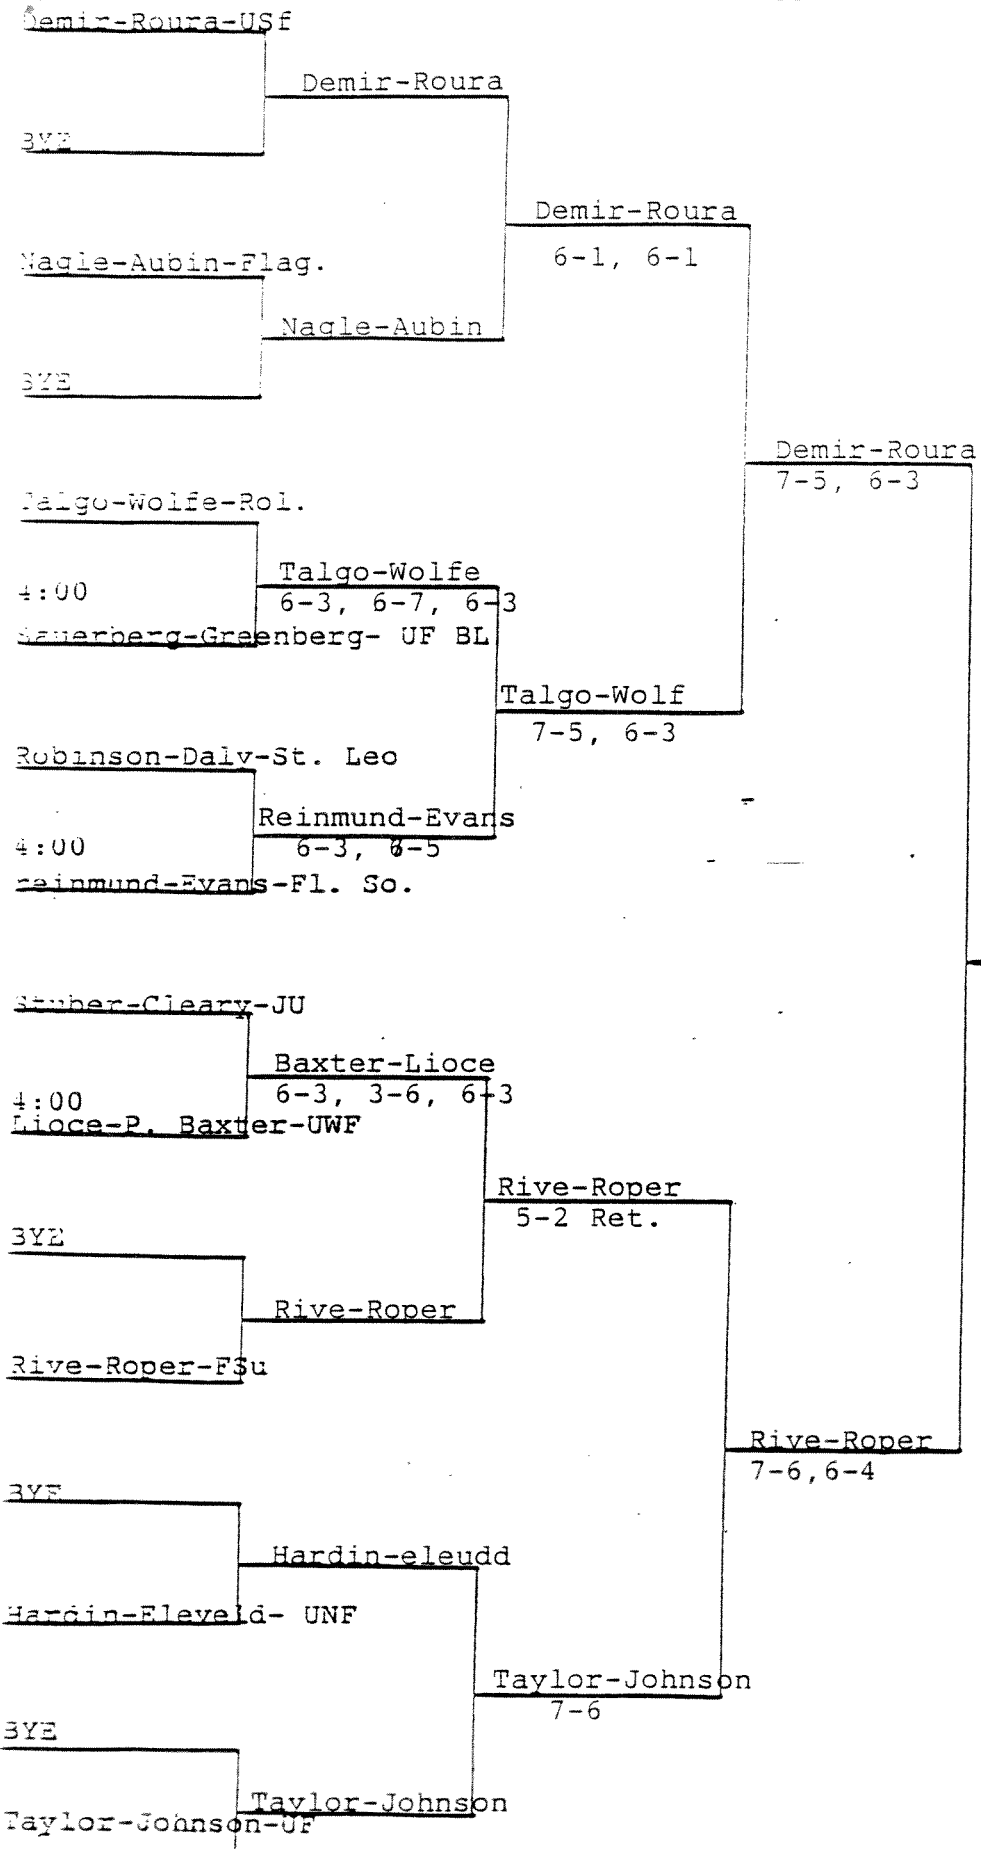 Demir-Roura-USf
Demir-Roura
BYE
Demir-Roura
6-1, 6-1
Nagle-Aubin-Flag.
Nagle-Aubin
BYE
Demir-Roura
7-5, 6-3
Talgo-Wolfe-Rol.
Talgo-Wolfe
4:00
6-3, 6-7, 6-3
Sauerberg-Greenberg- UF BL
Talgo-Wolf
7-5, 6-3
Robinson-Daly-St. Leo
Reinmund-Evans
4:00
6-3, -5
reinmund-Evans-Fl. So.
Stuber-Cleary-JU
Baxter-Lioce
4:00
6-3, 3-6, 6-3
Lioce-P. Baxter-UWF
Rive-Roper
5-2 Ret.
BYE
Rive-Roper
Rive-Roper-FSu
Rive-Roper
7-6,6-4
BYE
Hardin-eleudd
Hardin-Eleveld- UNF
Taylor-Johnson
7-6
BYE
Taylor-Johnson
Taylor-Johnson-UF